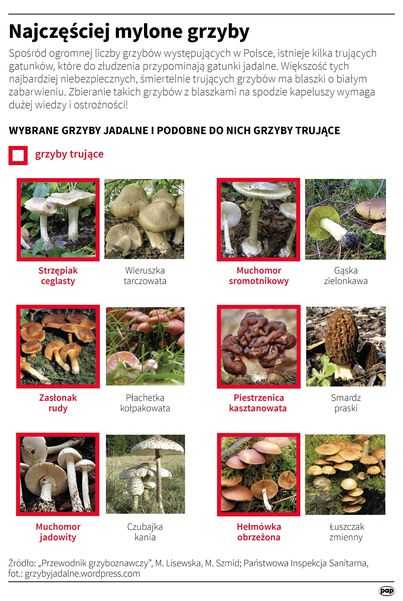 Najczęściej mylone grzyby
Spośród ogromnej liczby grzybów występujących w Polsce, istnieje kilka trujących
gatunków, które do złudzenia przypominają gatunki jadalne. Większość tych
najbardziej niebezpiecznych, śmiertelnie trujących grzybów ma blaszki o białym
zabarwieniu. Zbieranie takich grzybów z blaszkami na spodzie kapeluszy wymaga
dużej wiedzy i ostrożności!
WYBRANE GRZYBY JADALNE I PODOBNE DO NICH GRZYBY TRUJĄCE
grzyby trujące
Strzępiak
ceglasty
Wieruszka
tarczowata
Muchomor
sromotnikowy
Gąska
zielonkawa
Zasłonak
rudy
Płachetka
kołpakowata
Piestrzenica
kasztanowata
Smardz
praski
Muchomor
jadowity
Czubajka
kania
Hełmówka
obrzeżona
Łuszczak
zmienny
Źródło: „Przewodnik grzyboznawczy”, M. Lisewska, M. Szmid; Państwowa Inspekcja Sanitarna,
fot.: grzybyjadalne.wordpress.com
pap